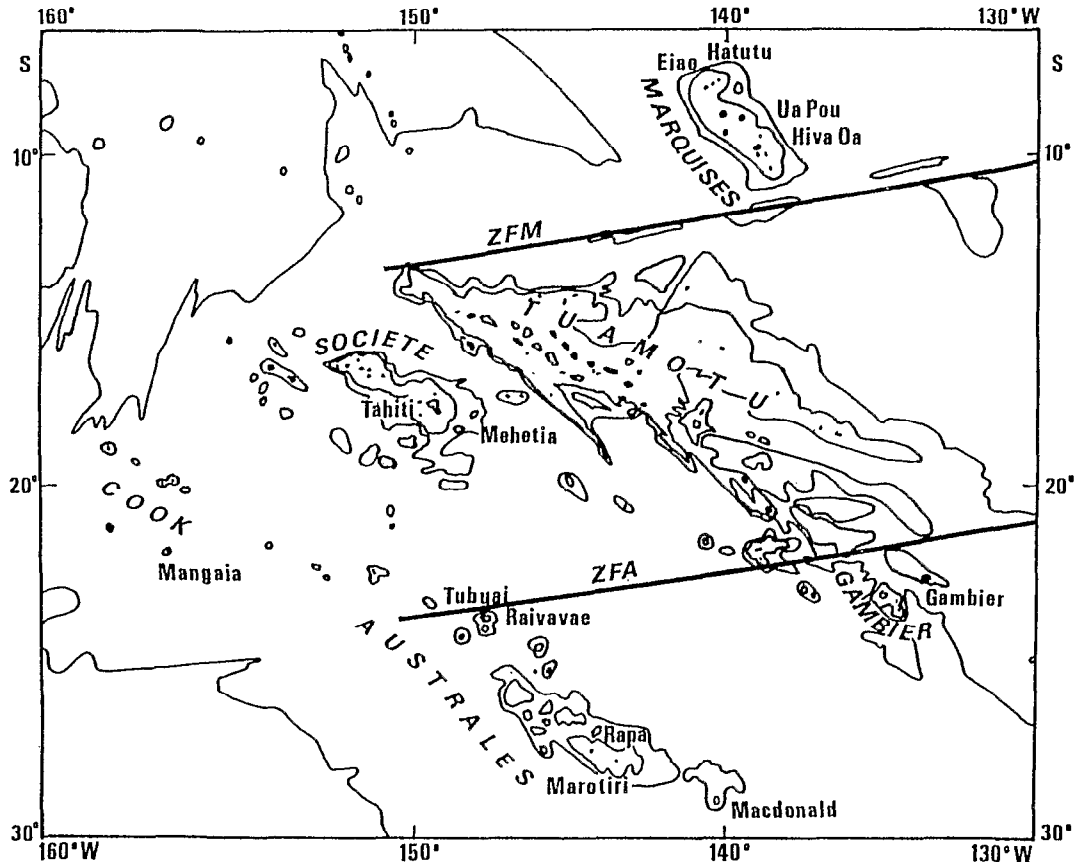 160° 150° 140° 130° W
S S
Eiao Hatutu
MARQUISES
Ua Pou
Hiva Oa
10° 10°
ZFM
TUAMOTU
SOCIETE
Tahiti
Mehetia
20° 20°
COOK
Mangaia
ZFA
Tubuai
Raivavae
GAMBIER
Gambier
AUSTRALES
Rapa
Marotiri
Macdonald
30° 30°
160° W 150° 140° 130° W